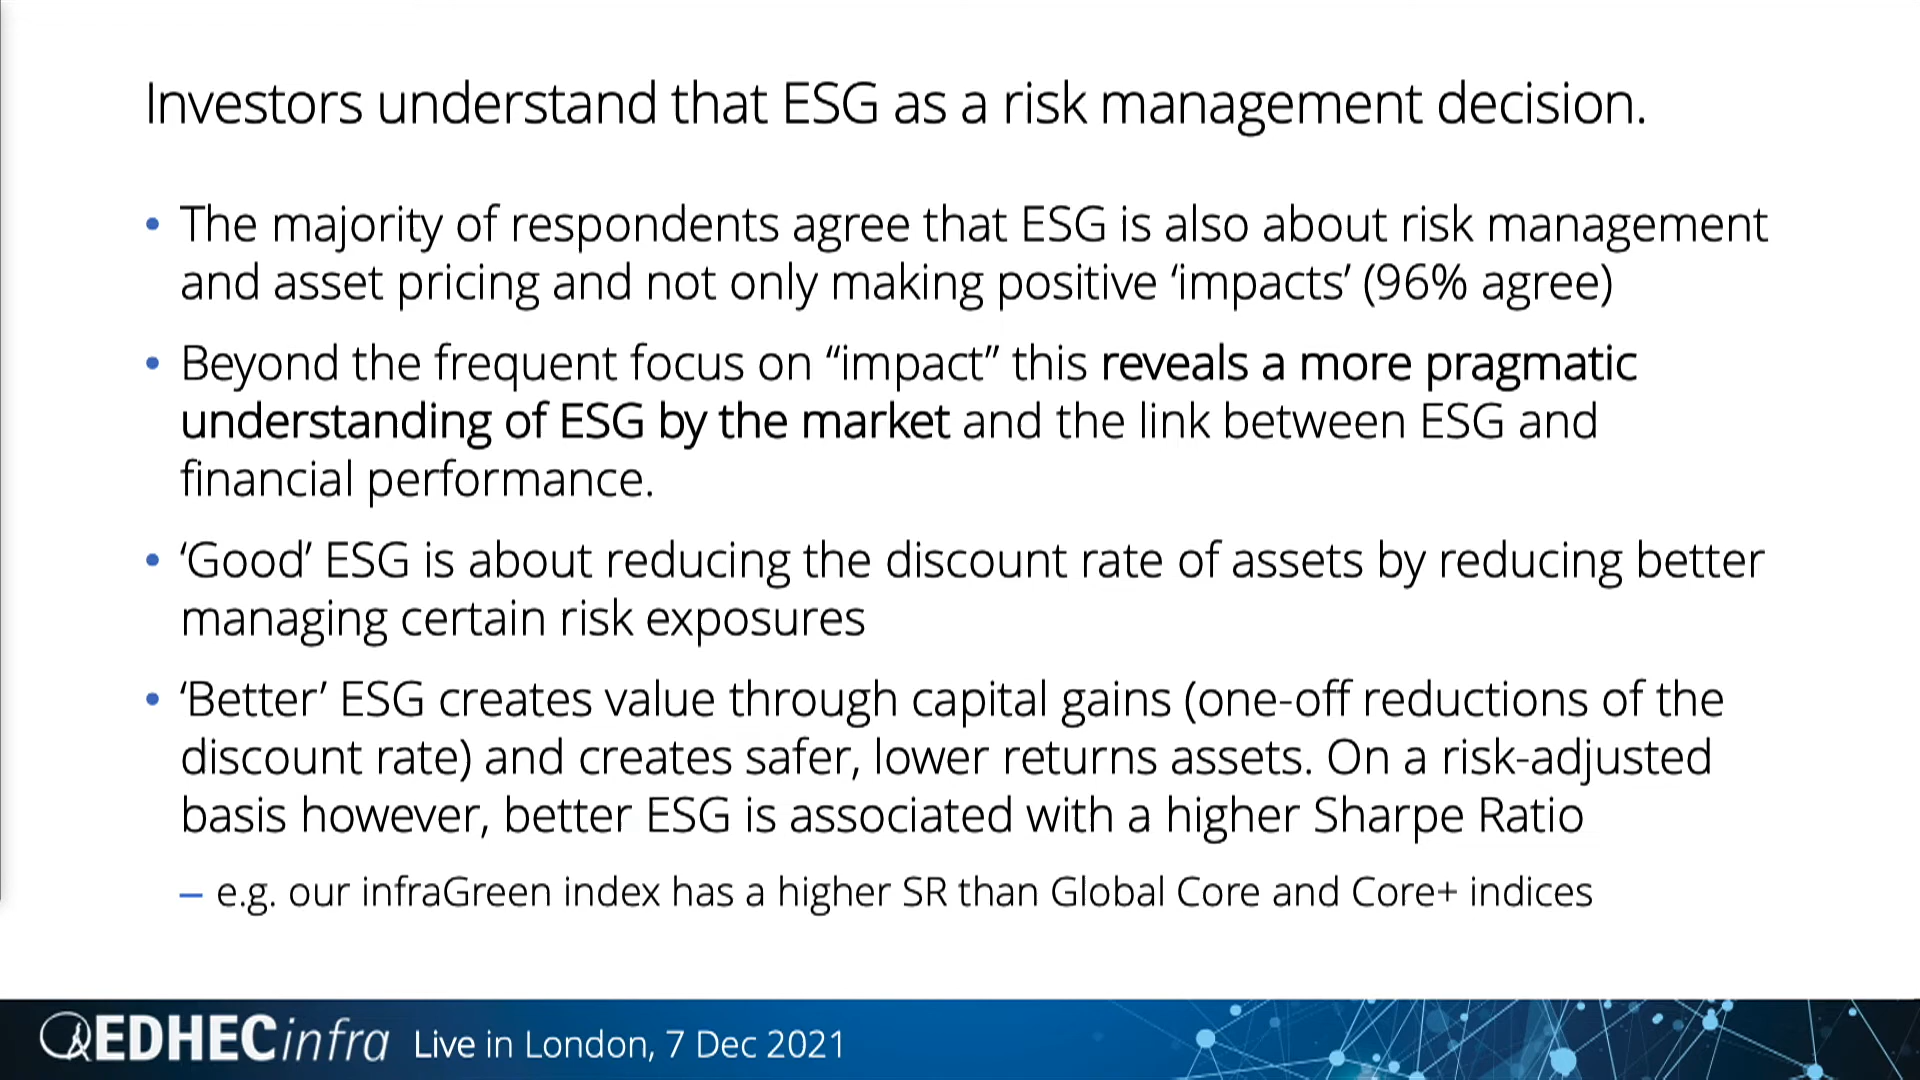 Investors understand that ESG as a risk management decision.
• The majority of respondents agree that ESG is also about risk management
and asset pricing and not only making positive ‘impacts’ (96% agree)
• Beyond the frequent focus on “impact” this reveals a more pragmatic
understanding of ESG by the market and the link between ESG and
financial performance.
• ‘Good’ ESG is about reducing the discount rate of assets by reducing better
managing certain risk exposures
• ‘Better’ ESG creates value through capital gains (one-off reductions of the
discount rate) and creates safer, lower returns assets. On a risk-adjusted
basis however, better ESG is associated with a higher Sharpe Ratio
– e.g. our infraGreen index has a higher SR than Global Core and Core+ indices
EDHECinfra Live in London, 7 Dec 2021